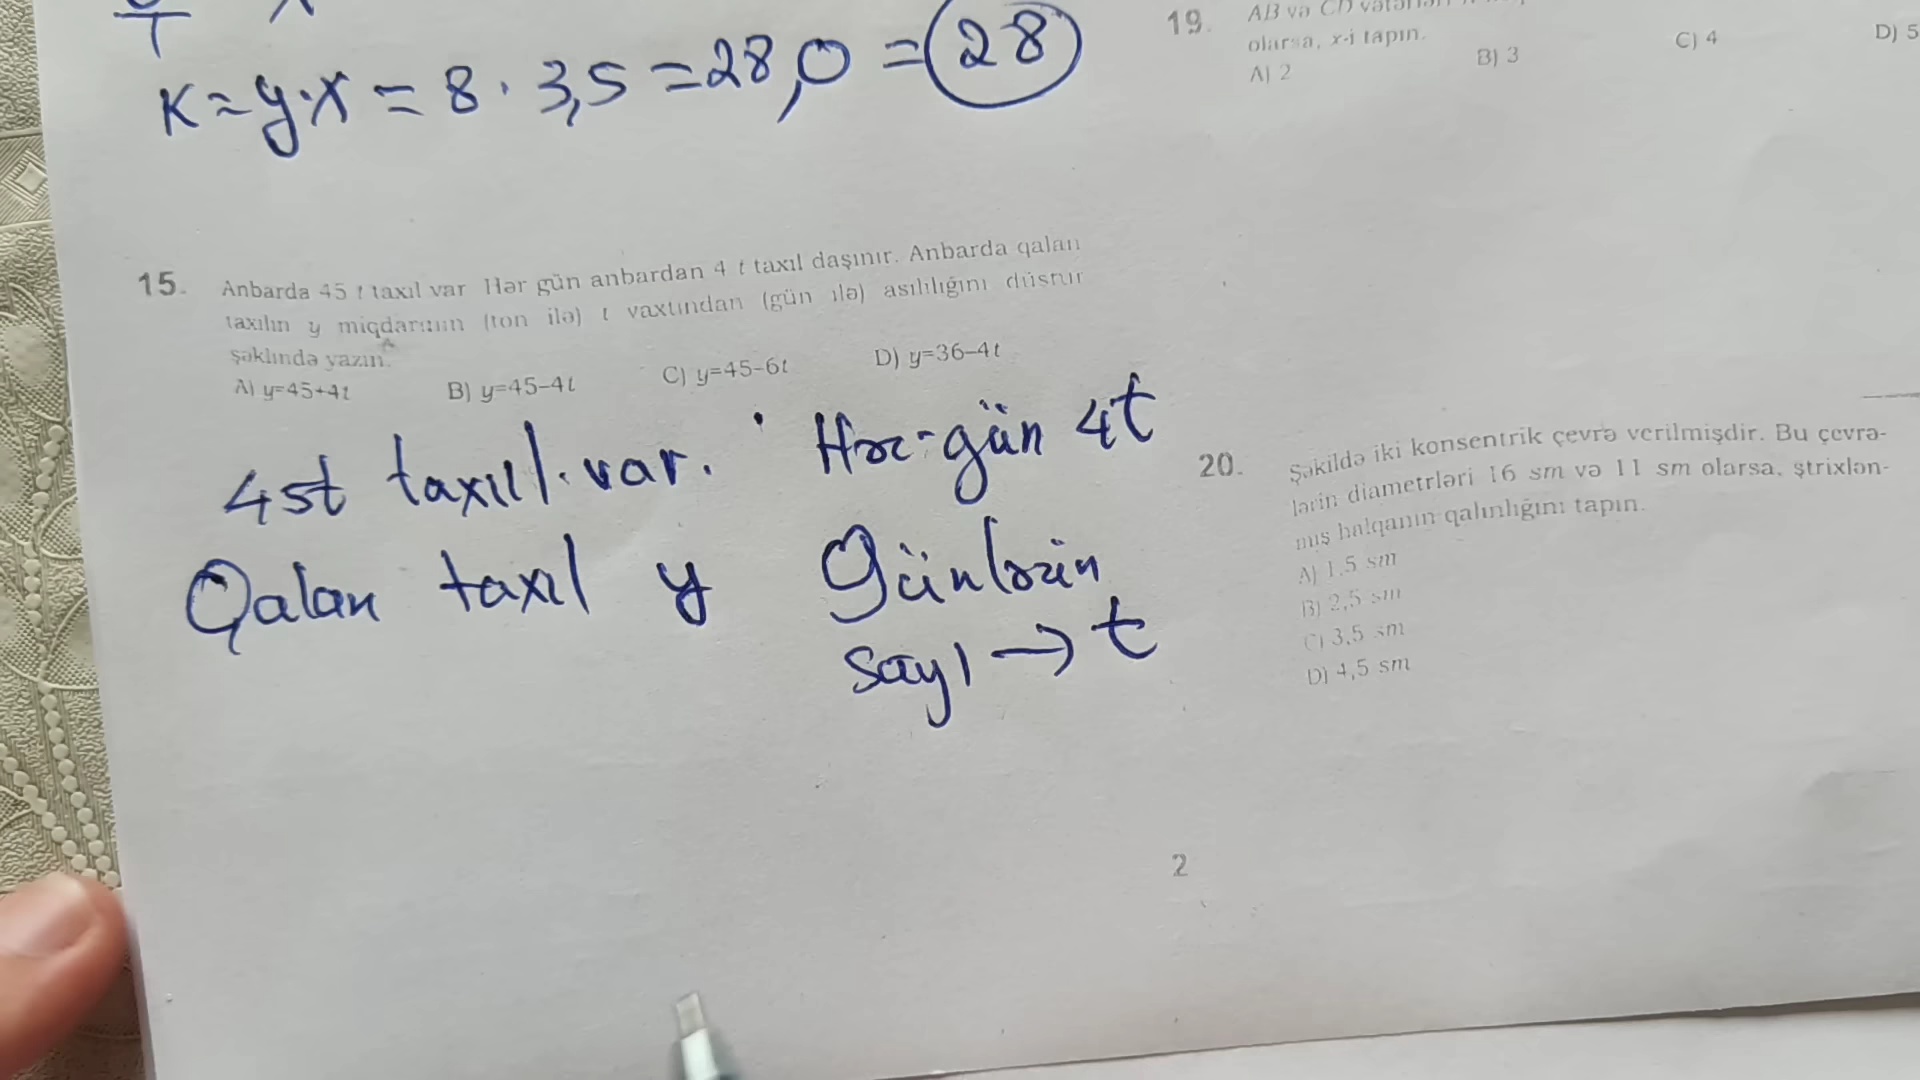 K = y·x = 8 · 3,5 = 28,0 = 28
15. Anbarda 45 t taxıl var. Hər gün anbardan 4 t taxıl daşınır. Anbarda qalan
taxılın y miqdarının (ton ilə) t vaxtından (gün ilə) asılılığını düstur
şəklində yazın.
A) y=45+4t B) y=45–4t C) y=45–6t D) y=36–4t
45t taxıl var. Hər gün 4t
Qalan taxıl y Günlərin
sayı → t
19. AB və CD
olarsa, x-i tapın.
A) 2 B) 3 C) 4 D) 5
20. Şəkildə iki konsentrik çevrə verilmişdir. Bu çevrə-
lərin diametrləri 16 sm və 11 sm olarsa, ştrixlən-
miş halqanın qalınlığını tapın.
A) 1,5 sm
B) 2,5 sm
C) 3,5 sm
D) 4,5 sm
2